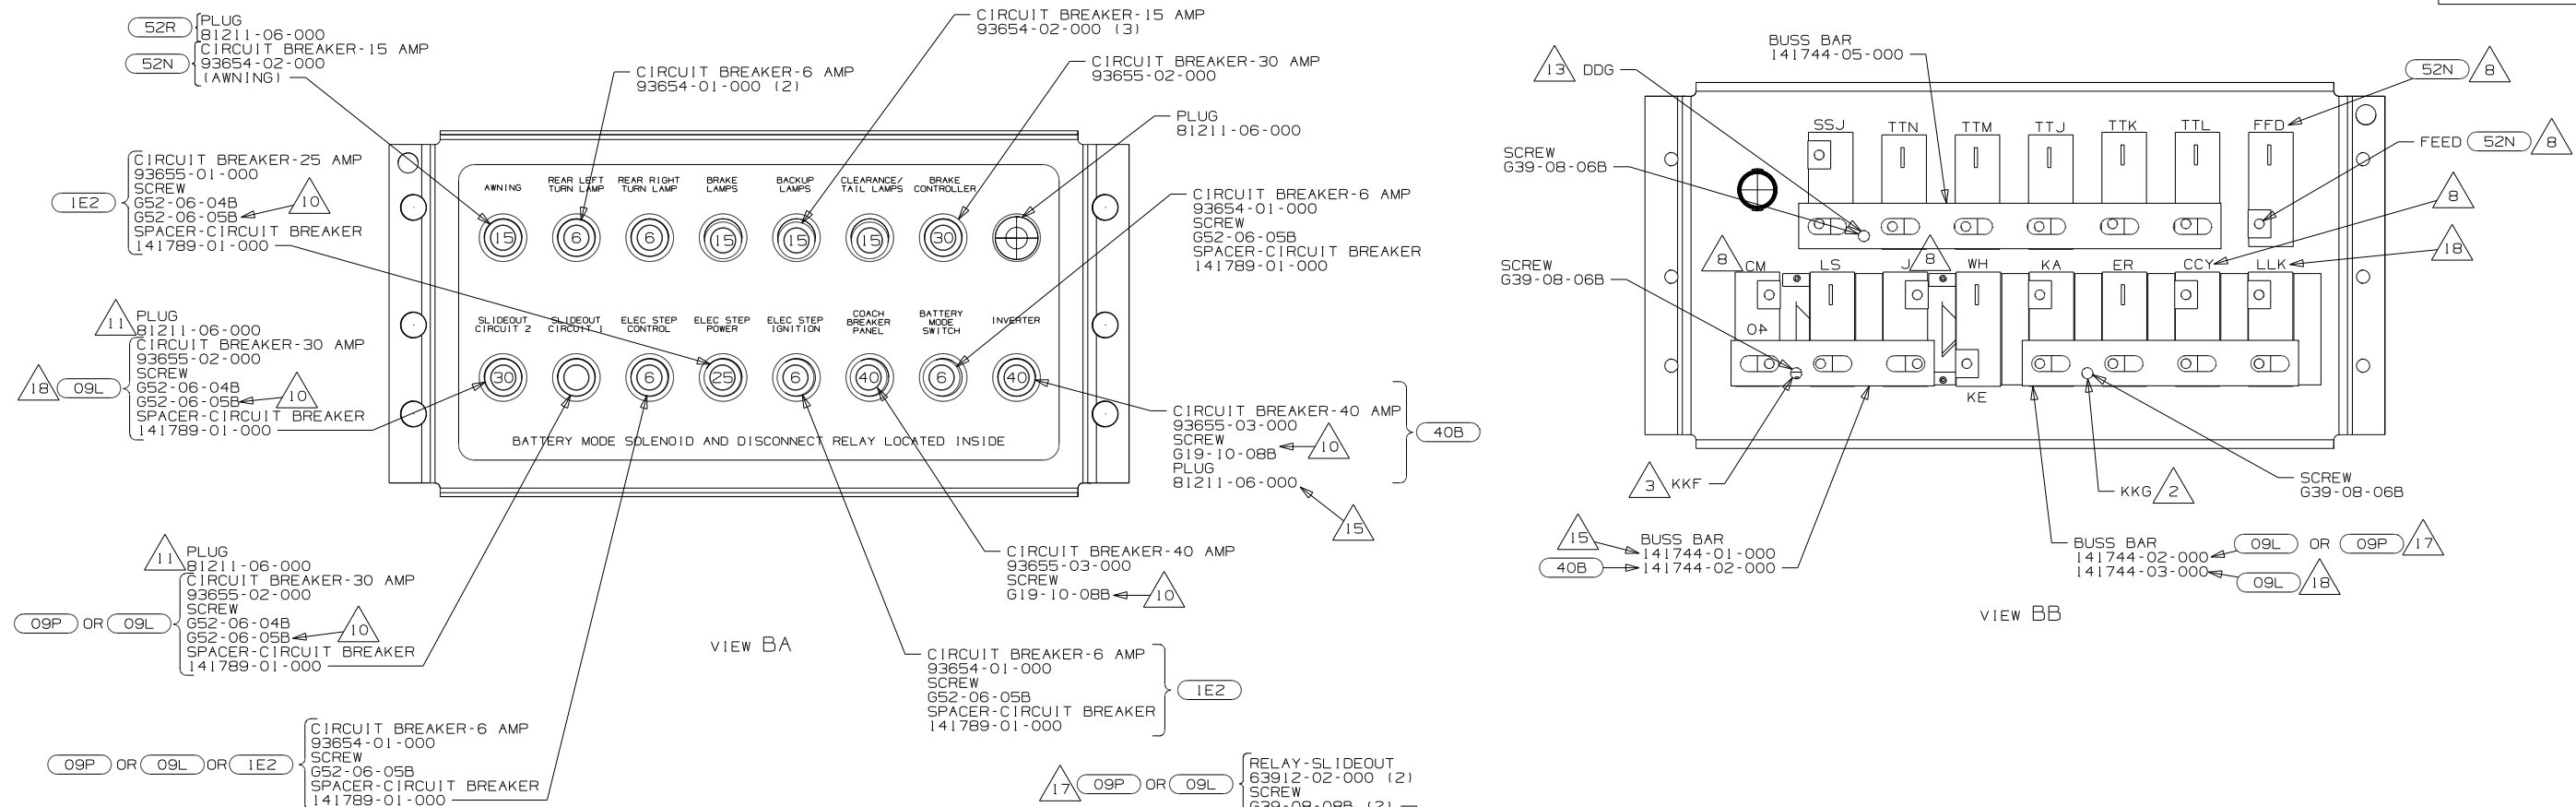 52R
PLUG
81211-06-000
52N
CIRCUIT BREAKER-15 AMP
93654-02-000
(AWNING)
CIRCUIT BREAKER-6 AMP
93654-01-000 (2)
CIRCUIT BREAKER-15 AMP
93654-02-000 (3)
CIRCUIT BREAKER-30 AMP
93655-02-000
PLUG
81211-06-000
1E2
CIRCUIT BREAKER-25 AMP
93655-01-000
SCREW
G52-06-04B
G52-06-05B
10
SPACER-CIRCUIT BREAKER
141789-01-000
CIRCUIT BREAKER-6 AMP
93654-01-000
SCREW
G52-06-05B
SPACER-CIRCUIT BREAKER
141789-01-000
AWNING
REAR LEFT
TURN LAMP
REAR RIGHT
TURN LAMP
BRAKE
LAMPS
BACKUP
LAMPS
CLEARANCE/
TAIL LAMPS
BRAKE
CONTROLLER
15 6 6 15 15 15 30
SLIDEOUT
CIRCUIT 2
SLIDEOUT
CIRCUIT 1
ELEC STEP
CONTROL
ELEC STEP
POWER
ELEC STEP
IGNITION
COACH
BREAKER
PANEL
BATTERY
MODE
SWITCH
INVERTER
30 6 25 6 40 6 40
BATTERY MODE SOLENOID AND DISCONNECT RELAY LOCATED INSIDE
11
PLUG
81211-06-000
18 09L
CIRCUIT BREAKER-30 AMP
93655-02-000
SCREW
G52-06-04B
G52-06-05B
10
SPACER-CIRCUIT BREAKER
141789-01-000
CIRCUIT BREAKER-40 AMP
93655-03-000
SCREW
G19-10-08B
10
PLUG
81211-06-000
40B
15
11
PLUG
81211-06-000
09P OR 09L
CIRCUIT BREAKER-30 AMP
93655-02-000
SCREW
G52-06-04B
G52-06-05B
10
SPACER-CIRCUIT BREAKER
141789-01-000
CIRCUIT BREAKER-40 AMP
93655-03-000
SCREW
G19-10-08B
10
VIEW BA
CIRCUIT BREAKER-6 AMP
93654-01-000
SCREW
G52-06-05B
SPACER-CIRCUIT BREAKER
141789-01-000
1E2
09P OR 09L OR 1E2
CIRCUIT BREAKER-6 AMP
93654-01-000
SCREW
G52-06-05B
SPACER-CIRCUIT BREAKER
141789-01-000
17 09P OR 09L
RELAY-SLIDEOUT
63912-02-000 (2)
SCREW
G39-08-08B (2)
BUSS BAR
141744-05-000
13 DDG
52N 8
SSJ TTN TTM TTJ TTK TTL FFD
FEED 52N 8
SCREW
G39-08-06B
8
18
SCREW
G39-08-06B
8 CM LS J 8 WH KA ER CCY LLK
40
KE
3 KKF
KKG 2
SCREW
G39-08-06B
15
BUSS BAR
141744-01-000
40B
141744-02-000
BUSS BAR
141744-02-000
09L OR 09P 17
141744-03-000
09L 18
VIEW BB